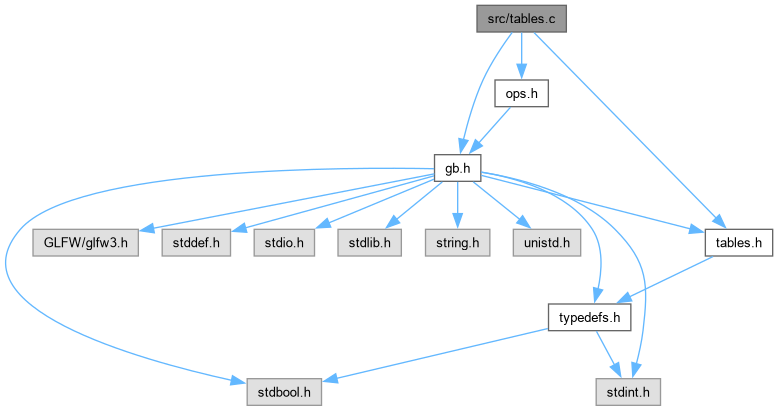 src/tables.c
ops.h
gb.h
GLFW/glfw3.h
stddef.h
stdio.h
stdlib.h
string.h
unistd.h
tables.h
typedefs.h
stdbool.h
stdint.h